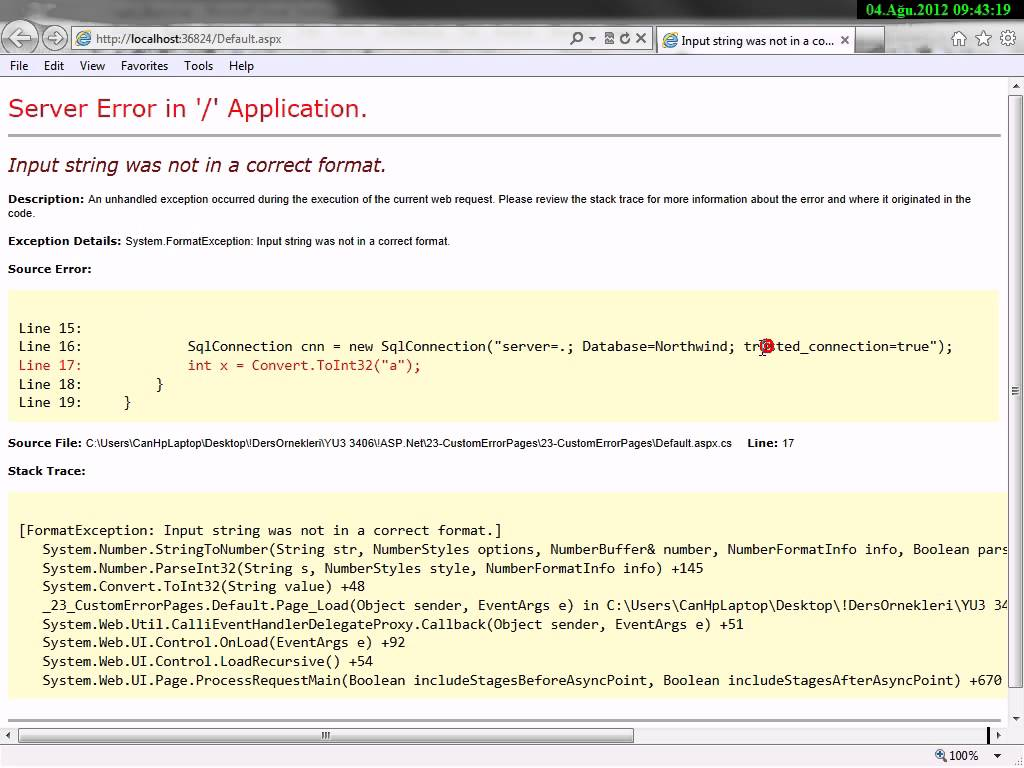 04.Ağu.2012 09:43:19
http://localhost:36824/Default.aspx
Input string was not in a co...
File Edit View Favorites Tools Help
Server Error in '/' Application.
Input string was not in a correct format.
Description: An unhandled exception occurred during the execution of the current web request. Please review the stack trace for more information about the error and where it originated in the
code.
Exception Details: System.FormatException: Input string was not in a correct format.
Source Error:
Line 15:
Line 16: SqlConnection cnn = new SqlConnection("server=.; Database=Northwind; trusted_connection=true");
Line 17: int x = Convert.ToInt32("a");
Line 18: }
Line 19: }
Source File: C:\Users\CanHpLaptop\Desktop\!DersOrnekleri\YU3 3406\!ASP.Net\23-CustomErrorPages\23-CustomErrorPages\Default.aspx.cs Line: 17
Stack Trace:
[FormatException: Input string was not in a correct format.]
System.Number.StringToNumber(String str, NumberStyles options, NumberBuffer& number, NumberFormatInfo info, Boolean pars
System.Number.ParseInt32(String s, NumberStyles style, NumberFormatInfo info) +145
System.Convert.ToInt32(String value) +48
_23_CustomErrorPages.Default.Page_Load(Object sender, EventArgs e) in C:\Users\CanHpLaptop\Desktop\!DersOrnekleri\YU3 34
System.Web.Util.CalliEventHandlerDelegateProxy.Callback(Object sender, EventArgs e) +51
System.Web.UI.Control.OnLoad(EventArgs e) +92
System.Web.UI.Control.LoadRecursive() +54
System.Web.UI.Page.ProcessRequestMain(Boolean includeStagesBeforeAsyncPoint, Boolean includeStagesAfterAsyncPoint) +670
100%